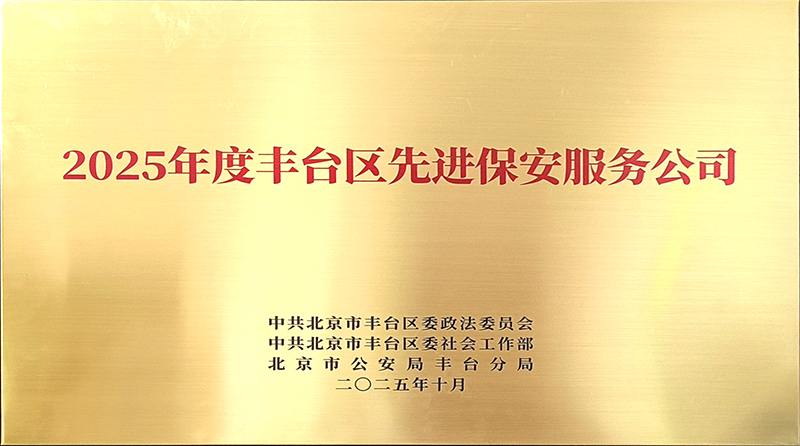 2025年度丰台区先进保安服务公司
中共北京市丰台区委政法委员会
中共北京市丰台区委社会工作部
北京市公安局丰台分局
二〇二五年十月